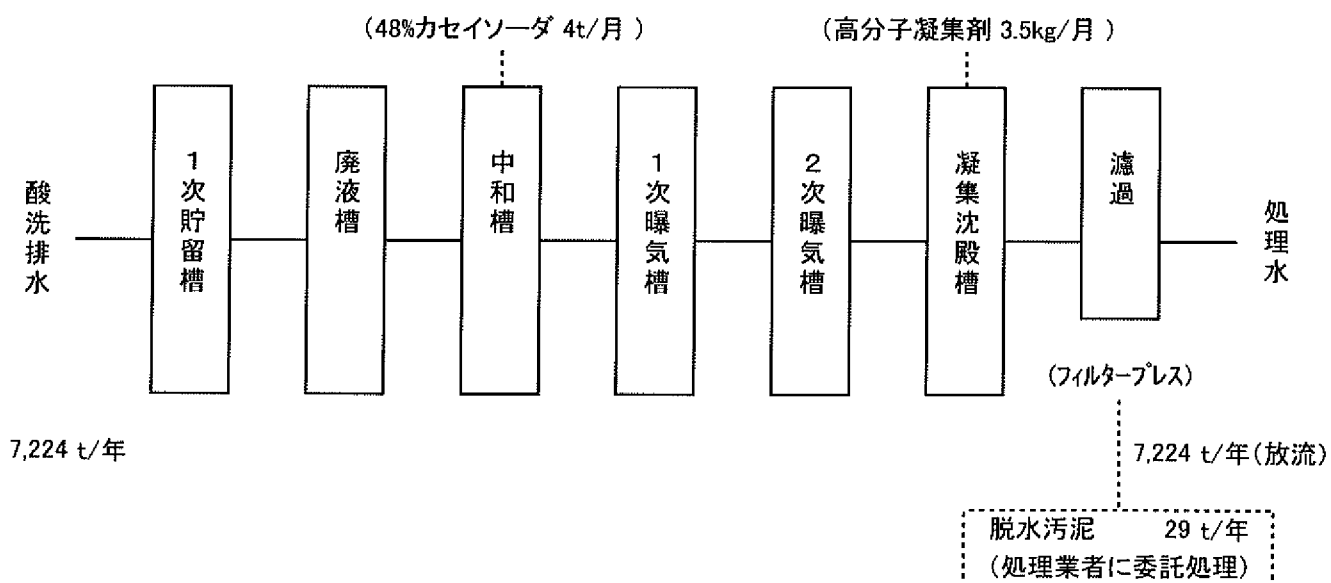 (48%カセイソーダ 4t/月 )
(高分子凝集剤 3.5kg/月 )
酸洗排水
1次貯留槽
廃液槽
中和槽
1次曝気槽
2次曝気槽
凝集沈殿槽
濾過
処理水
(フィルタープレス)
7,224 t/年
7,224 t/年(放流)
脱水汚泥 29 t/年
(処理業者に委託処理)